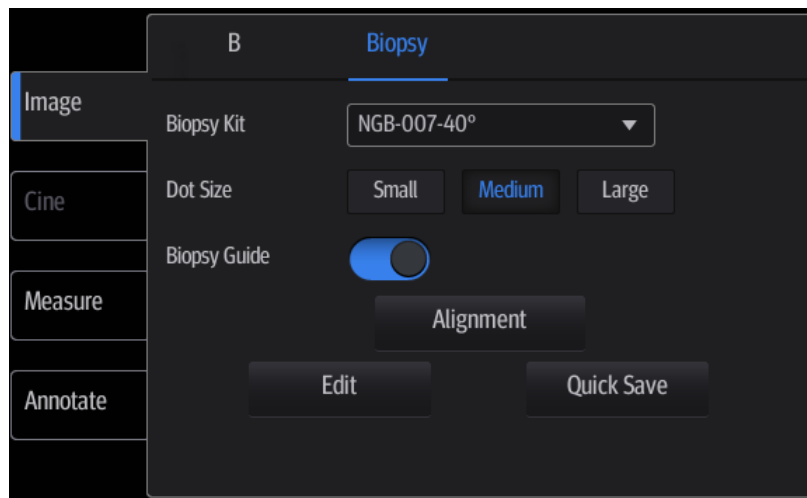 B Biopsy
Image
Biopsy Kit NGB-007-40°
Cine
Dot Size Small Medium Large
Biopsy Guide
Measure
Alignment
Annotate
Edit Quick Save